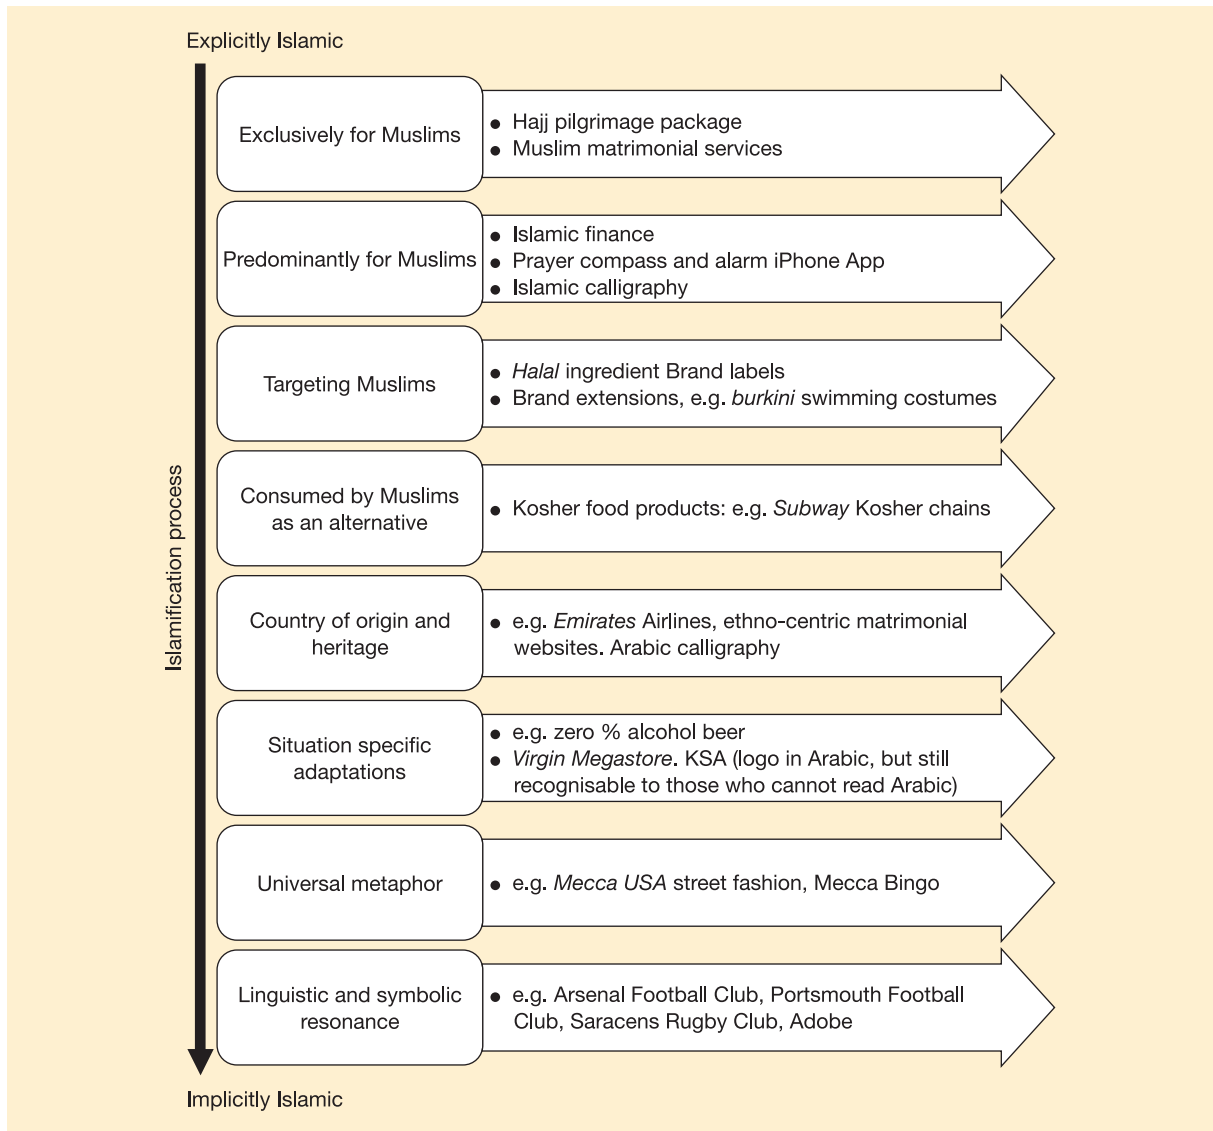 Explicitly Islamic
Exclusively for Muslims
● Hajj pilgrimage package
● Muslim matrimonial services
Predominantly for Muslims
● Islamic finance
● Prayer compass and alarm iPhone App
● Islamic calligraphy
Targeting Muslims
● Halal ingredient Brand labels
● Brand extensions, e.g. burkini swimming costumes
Islamification process
Consumed by Muslims
as an alternative
● Kosher food products: e.g. Subway Kosher chains
Country of origin and
heritage
● e.g. Emirates Airlines, ethno-centric matrimonial
websites. Arabic calligraphy
Situation specific
adaptations
● e.g. zero % alcohol beer
● Virgin Megastore. KSA (logo in Arabic, but still
recognisable to those who cannot read Arabic)
Universal metaphor
● e.g. Mecca USA street fashion, Mecca Bingo
Linguistic and symbolic
resonance
● e.g. Arsenal Football Club, Portsmouth Football
Club, Saracens Rugby Club, Adobe
Implicitly Islamic